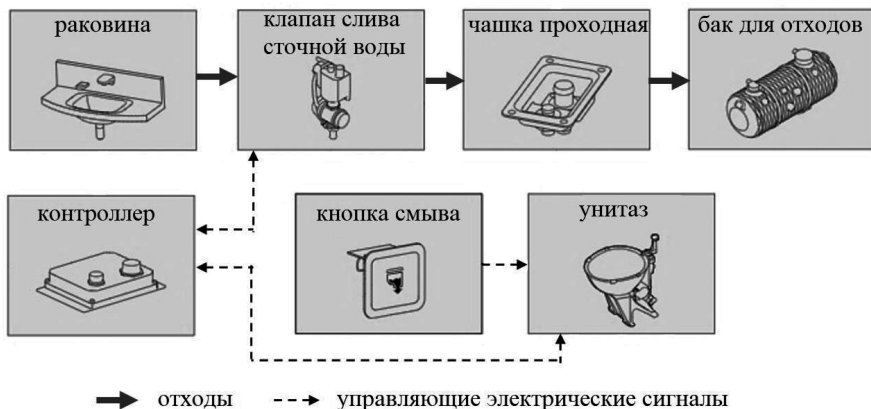 раковина
клапан слива
сточной воды
чашка проходная
бак для отходов
контроллер
кнопка смыва
унитаз
отходы
управляющие электрические сигналы